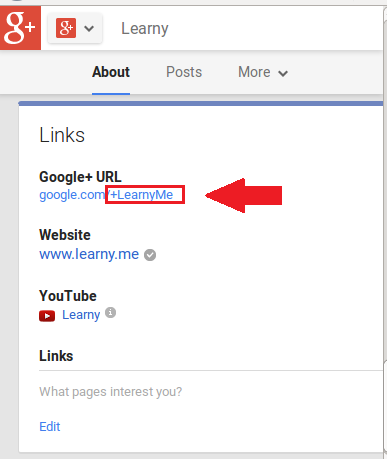 g+ g+ Learny
About Posts More
Links
Google+ URL
google.com/+LearnyMe
Website
www.learny.me
YouTube
Learny
Links
What pages interest you?
Edit